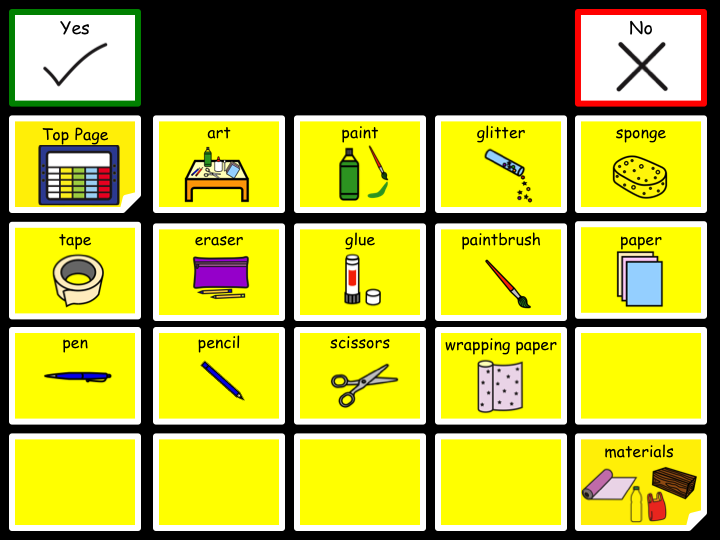 Yes
No
Top Page
art
paint
glitter
sponge
tape
eraser
glue
paintbrush
paper
pen
pencil
scissors
wrapping paper
materials